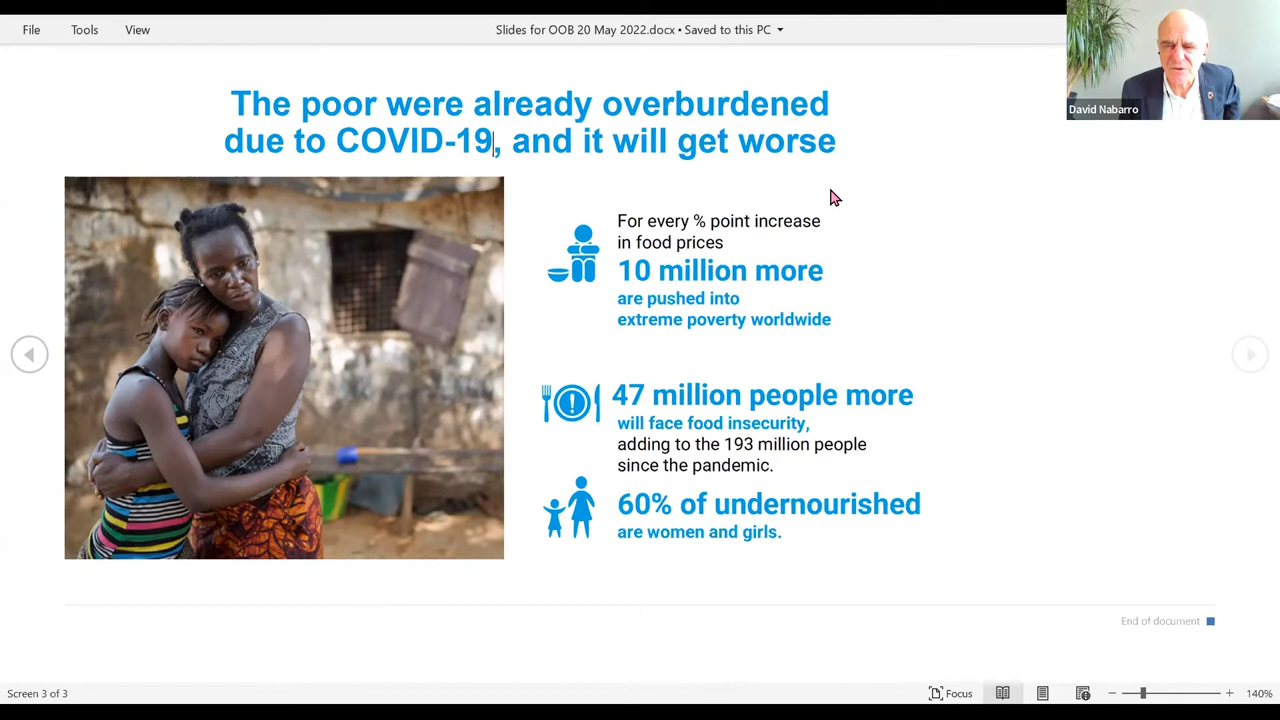 File Tools View Slides for OOB 20 May 2022.docx • Saved to this PC
David Nabarro
The poor were already overburdened
due to COVID-19, and it will get worse
For every % point increase
in food prices
10 million more
are pushed into
extreme poverty worldwide
47 million people more
will face food insecurity,
adding to the 193 million people
since the pandemic.
60% of undernourished
are women and girls.
End of document
Screen 3 of 3 Focus 140%